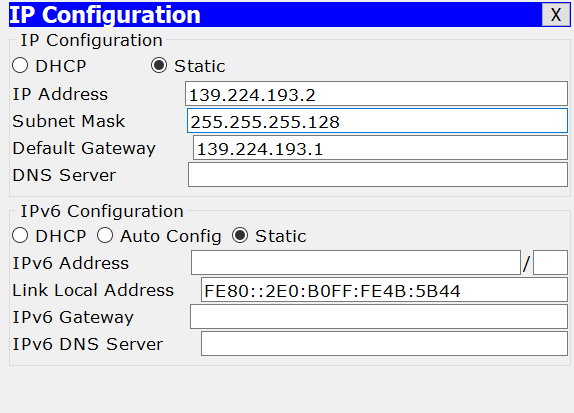 IP Configuration X
IP Configuration
DHCP Static
IP Address 139.224.193.2
Subnet Mask 255.255.255.128
Default Gateway 139.224.193.1
DNS Server
IPv6 Configuration
DHCP Auto Config Static
IPv6 Address /
Link Local Address FE80::2E0:B0FF:FE4B:5B44
IPv6 Gateway
IPv6 DNS Server